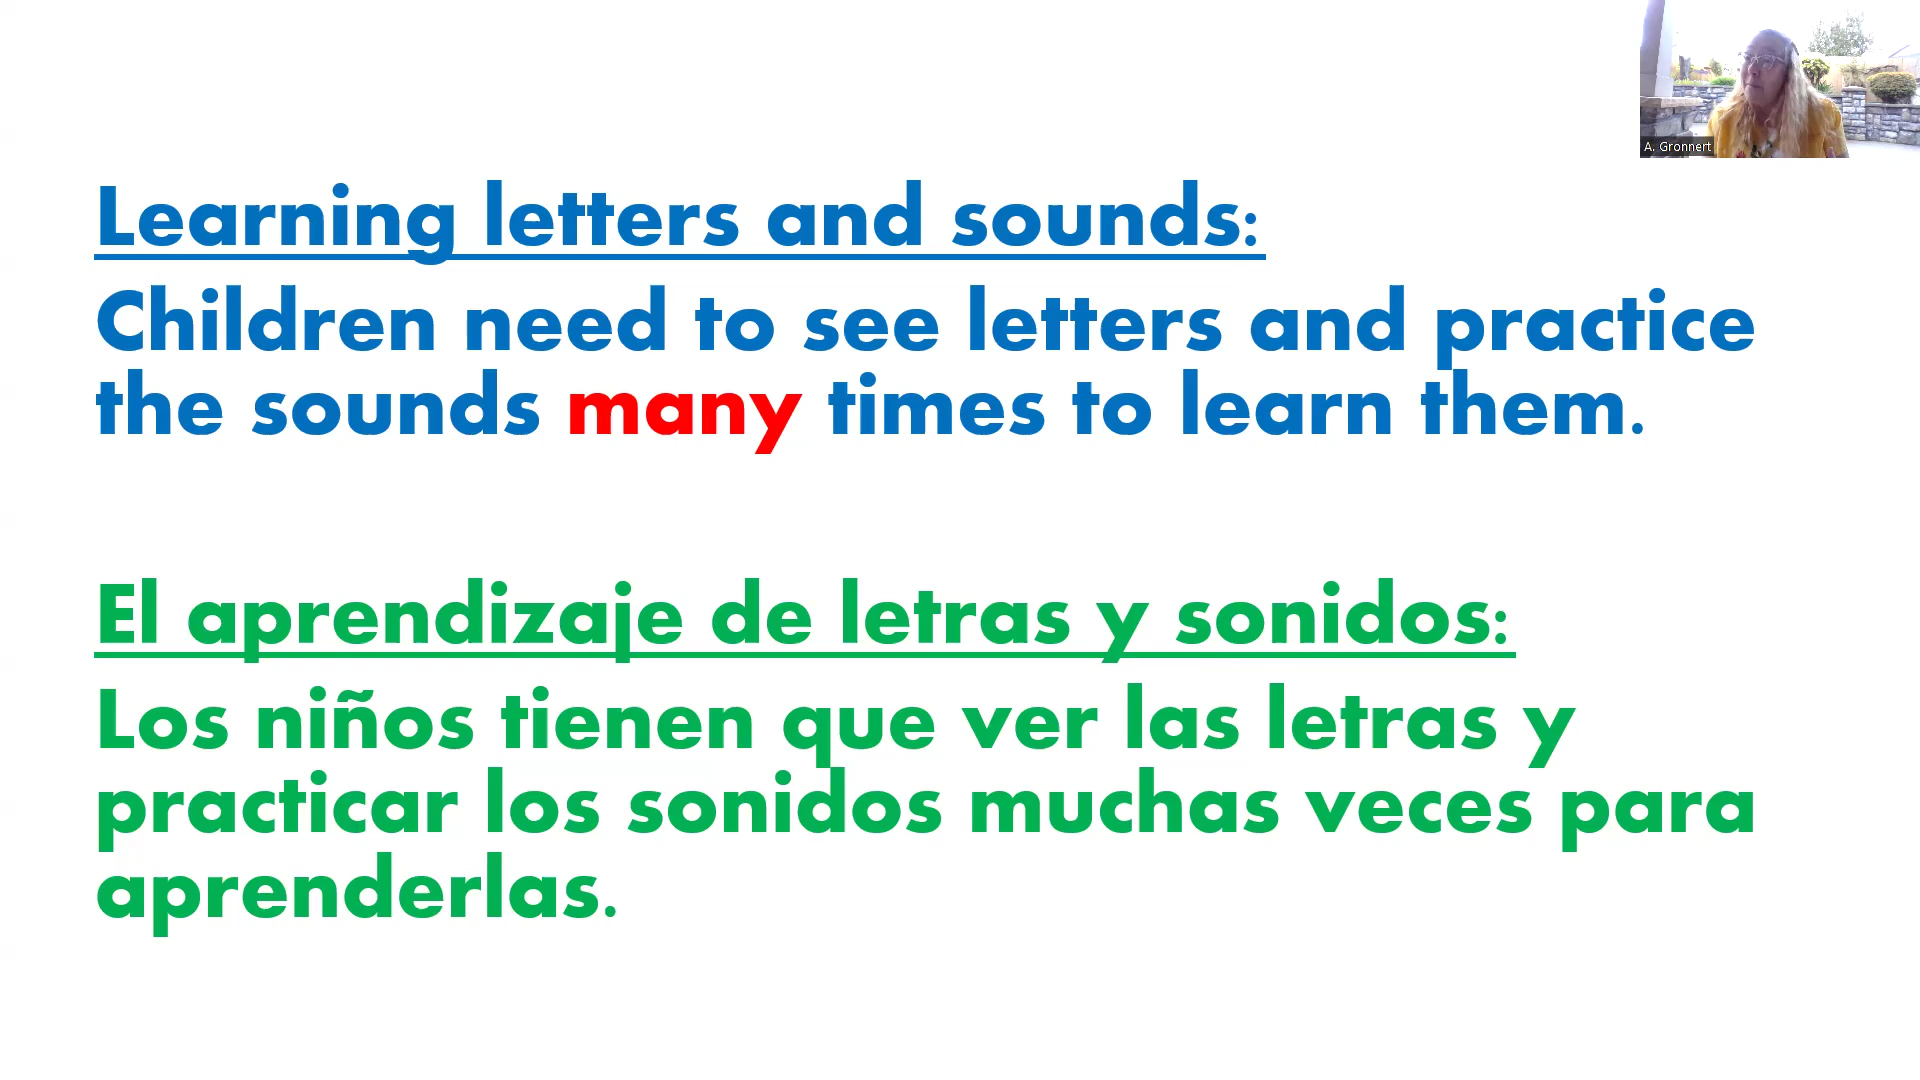 A. Gronnert
Learning letters and sounds:
Children need to see letters and practice
the sounds many times to learn them.
El aprendizaje de letras y sonidos:
Los niños tienen que ver las letras y
practicar los sonidos muchas veces para
aprenderlas.